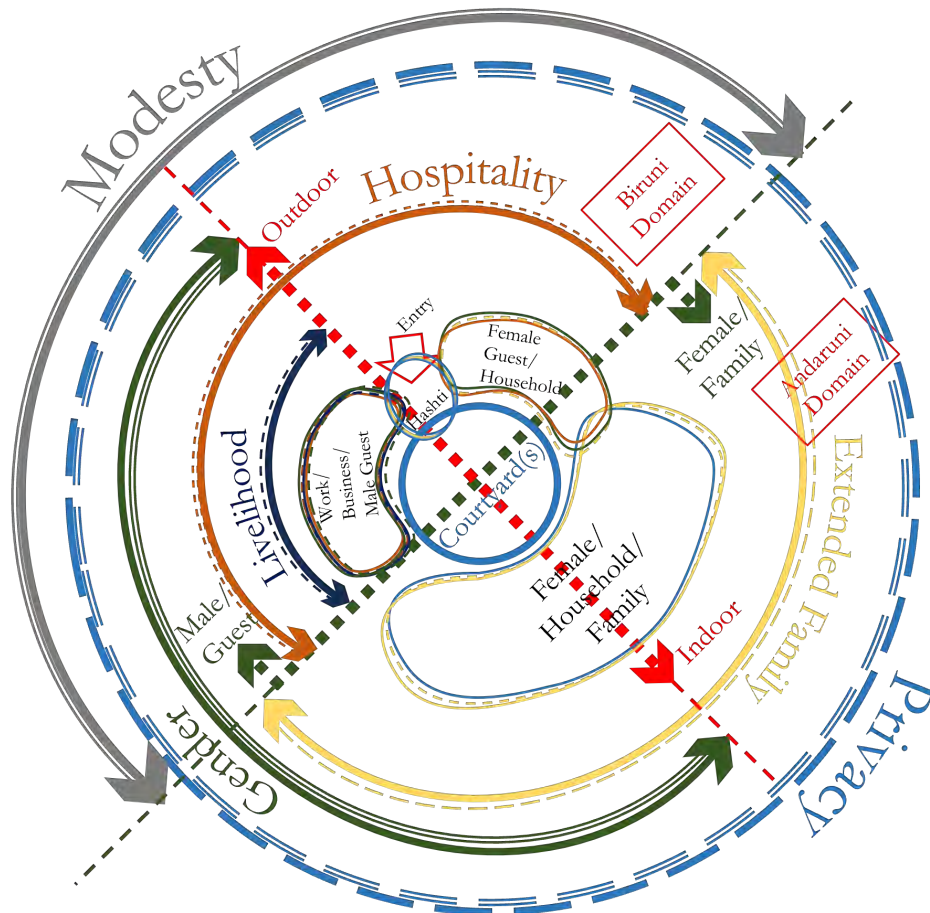 Modesty
Hospitality
Biruni
Domain
Outdoor
Entry
Female
Guest/
Household
Female/
Family
Andaruni
Domain
Hashti
Work/
Business/
Male Guest
Livelihood
Courtyard(s)
Female/
Household/
Family
Extended Family
Male/
Guest
Indoor
Gender
Privacy